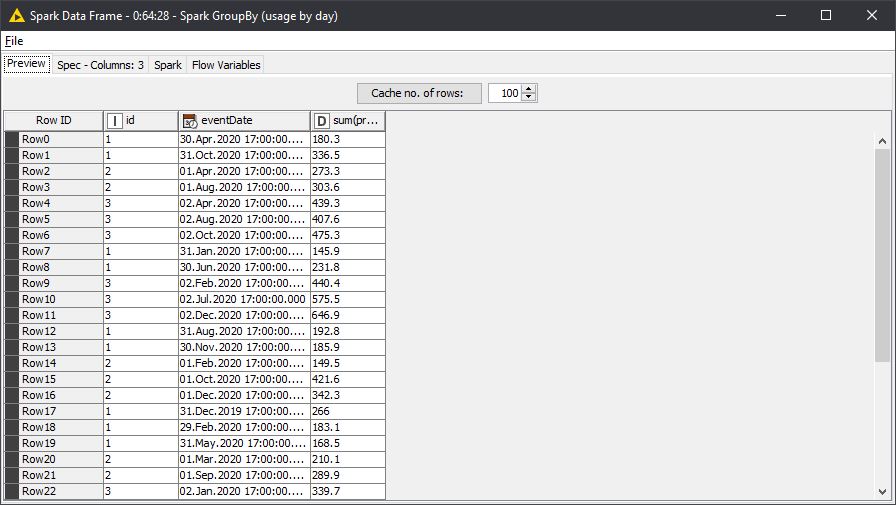 Spark Data Frame - 0:64:28 - Spark GroupBy (usage by day)
File
Preview Spec - Columns: 3 Spark Flow Variables
Cache no. of rows: 100
Row ID I id eventDate D sum(pr...
Row0 1 30.Apr.2020 17:00:00.... 180.3
Row1 1 31.Oct.2020 17:00:00.... 336.5
Row2 2 01.Apr.2020 17:00:00.... 273.3
Row3 2 01.Aug.2020 17:00:00.... 303.6
Row4 3 02.Apr.2020 17:00:00.... 439.3
Row5 3 02.Aug.2020 17:00:00.... 407.6
Row6 3 02.Oct.2020 17:00:00.... 475.3
Row7 1 31.Jan.2020 17:00:00.... 145.9
Row8 1 30.Jun.2020 17:00:00.... 231.8
Row9 3 02.Feb.2020 17:00:00.... 440.4
Row10 3 02.Jul.2020 17:00:00.000 575.5
Row11 3 02.Dec.2020 17:00:00.... 646.9
Row12 1 31.Aug.2020 17:00:00.... 192.8
Row13 1 30.Nov.2020 17:00:00.... 185.9
Row14 2 01.Feb.2020 17:00:00.... 149.5
Row15 2 01.Oct.2020 17:00:00.... 421.6
Row16 2 01.Dec.2020 17:00:00.... 342.3
Row17 1 31.Dec.2019 17:00:00.... 266
Row18 1 29.Feb.2020 17:00:00.... 183.1
Row19 1 31.May.2020 17:00:00.... 168.5
Row20 2 01.Mar.2020 17:00:00.... 210.1
Row21 2 01.Sep.2020 17:00:00.... 289.9
Row22 3 02.Jan.2020 17:00:00.... 339.7